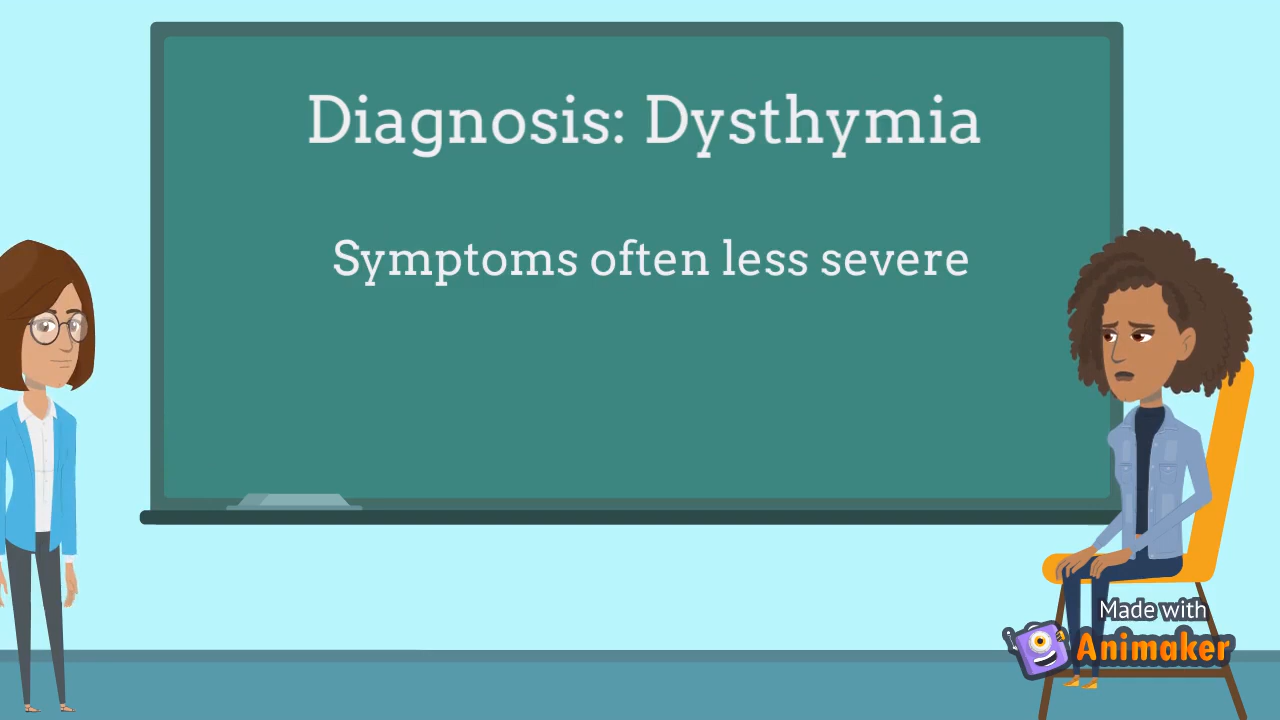 Diagnosis: Dysthymia
Symptoms often less severe
Made with
Animaker